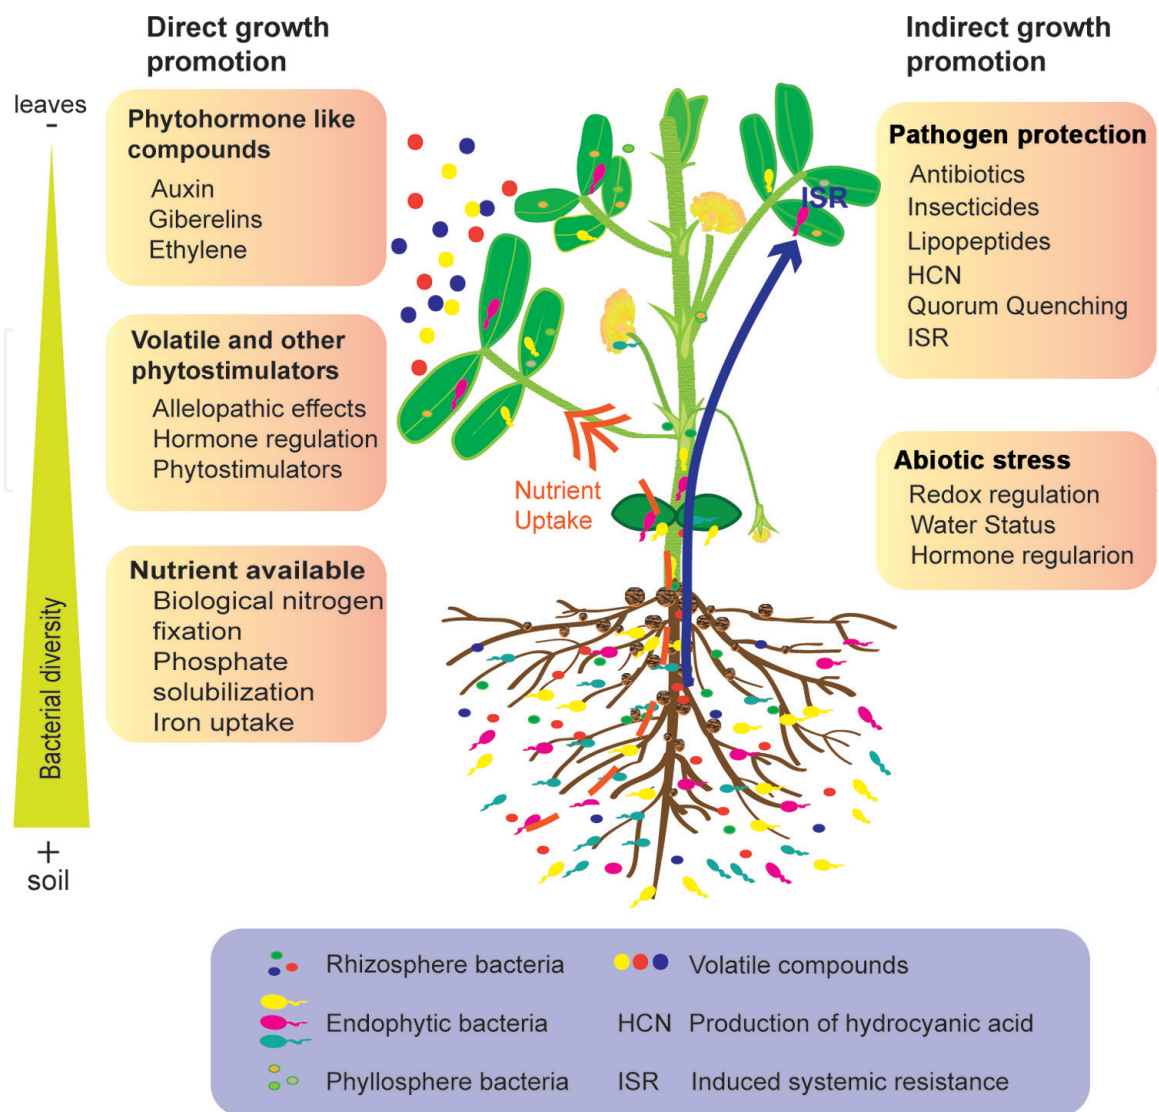 Direct growth
promotion
Indirect growth
promotion
leaves
-
Phytohormone like
compounds
Auxin
Giberelins
Ethylene
Volatile and other
phytostimulators
Allelopathic effects
Hormone regulation
Phytostimulators
Nutrient available
Biological nitrogen
fixation
Phosphate
solubilization
Iron uptake
Bacterial diversity
+
soil
ISR
Nutrient
Uptake
Pathogen protection
Antibiotics
Insecticides
Lipopeptides
HCN
Quorum Quenching
ISR
Abiotic stress
Redox regulation
Water Status
Hormone regularion
Rhizosphere bacteria
Volatile compounds
Endophytic bacteria
HCN Production of hydrocyanic acid
Phyllosphere bacteria
ISR Induced systemic resistance